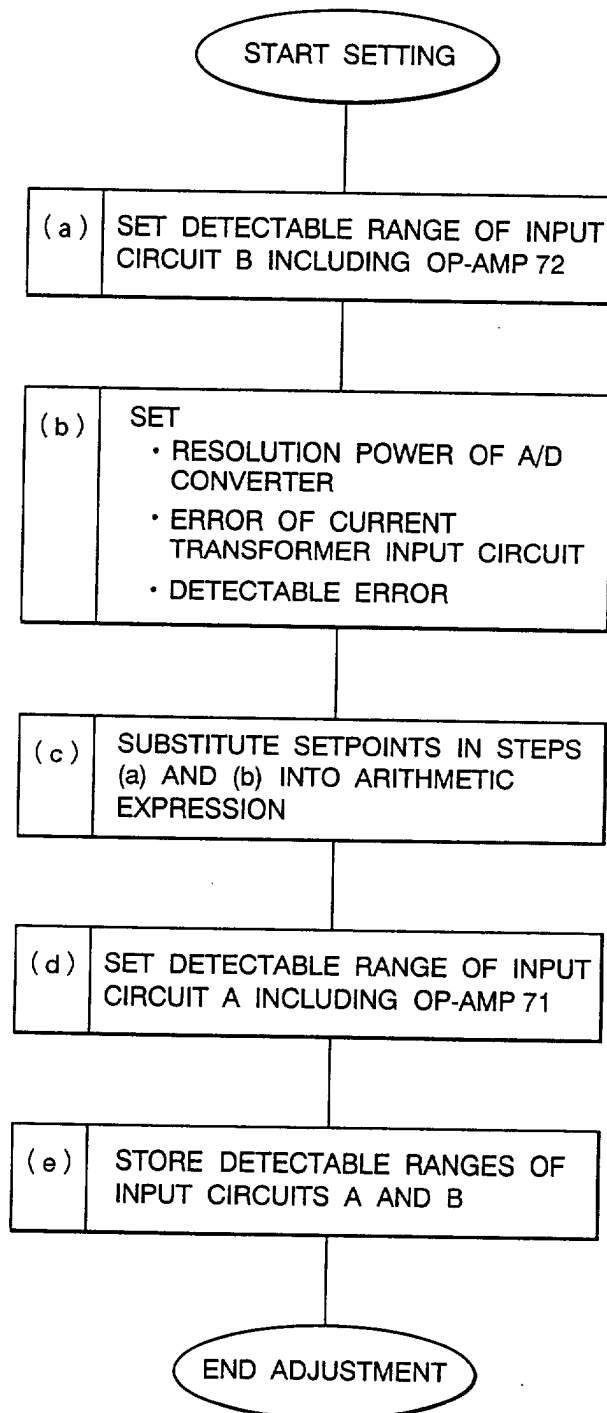 START SETTING
(a) SET DETECTABLE RANGE OF INPUT
CIRCUIT B INCLUDING OP-AMP 72
(b) SET
· RESOLUTION POWER OF A/D
CONVERTER
· ERROR OF CURRENT
TRANSFORMER INPUT CIRCUIT
· DETECTABLE ERROR
(c) SUBSTITUTE SETPOINTS IN STEPS
(a) AND (b) INTO ARITHMETIC
EXPRESSION
(d) SET DETECTABLE RANGE OF INPUT
CIRCUIT A INCLUDING OP-AMP 71
(e) STORE DETECTABLE RANGES OF
INPUT CIRCUITS A AND B
END ADJUSTMENT